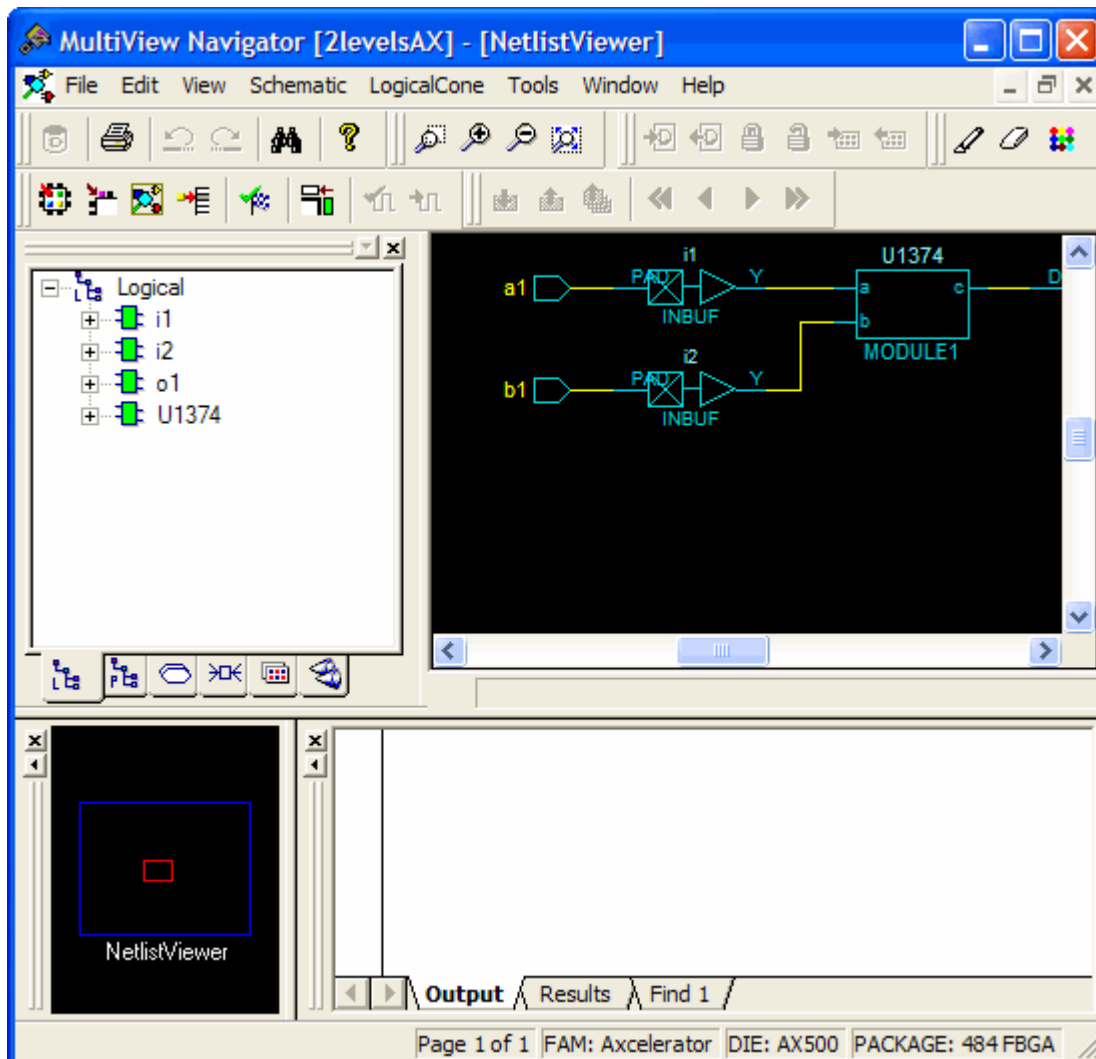 MultiView Navigator [2levelsAX] - [NetlistViewer]
File Edit View Schematic LogicalCone Tools Window Help
Logical
i1
i2
o1
U1374
i1 U1374
a1 PAD Y a c D
INBUF b
i2 MODULE1
b1 PAD Y
INBUF
NetlistViewer
Output Results Find 1
Page 1 of 1 FAM: Axcelerator DIE: AX500 PACKAGE: 484 FBGA